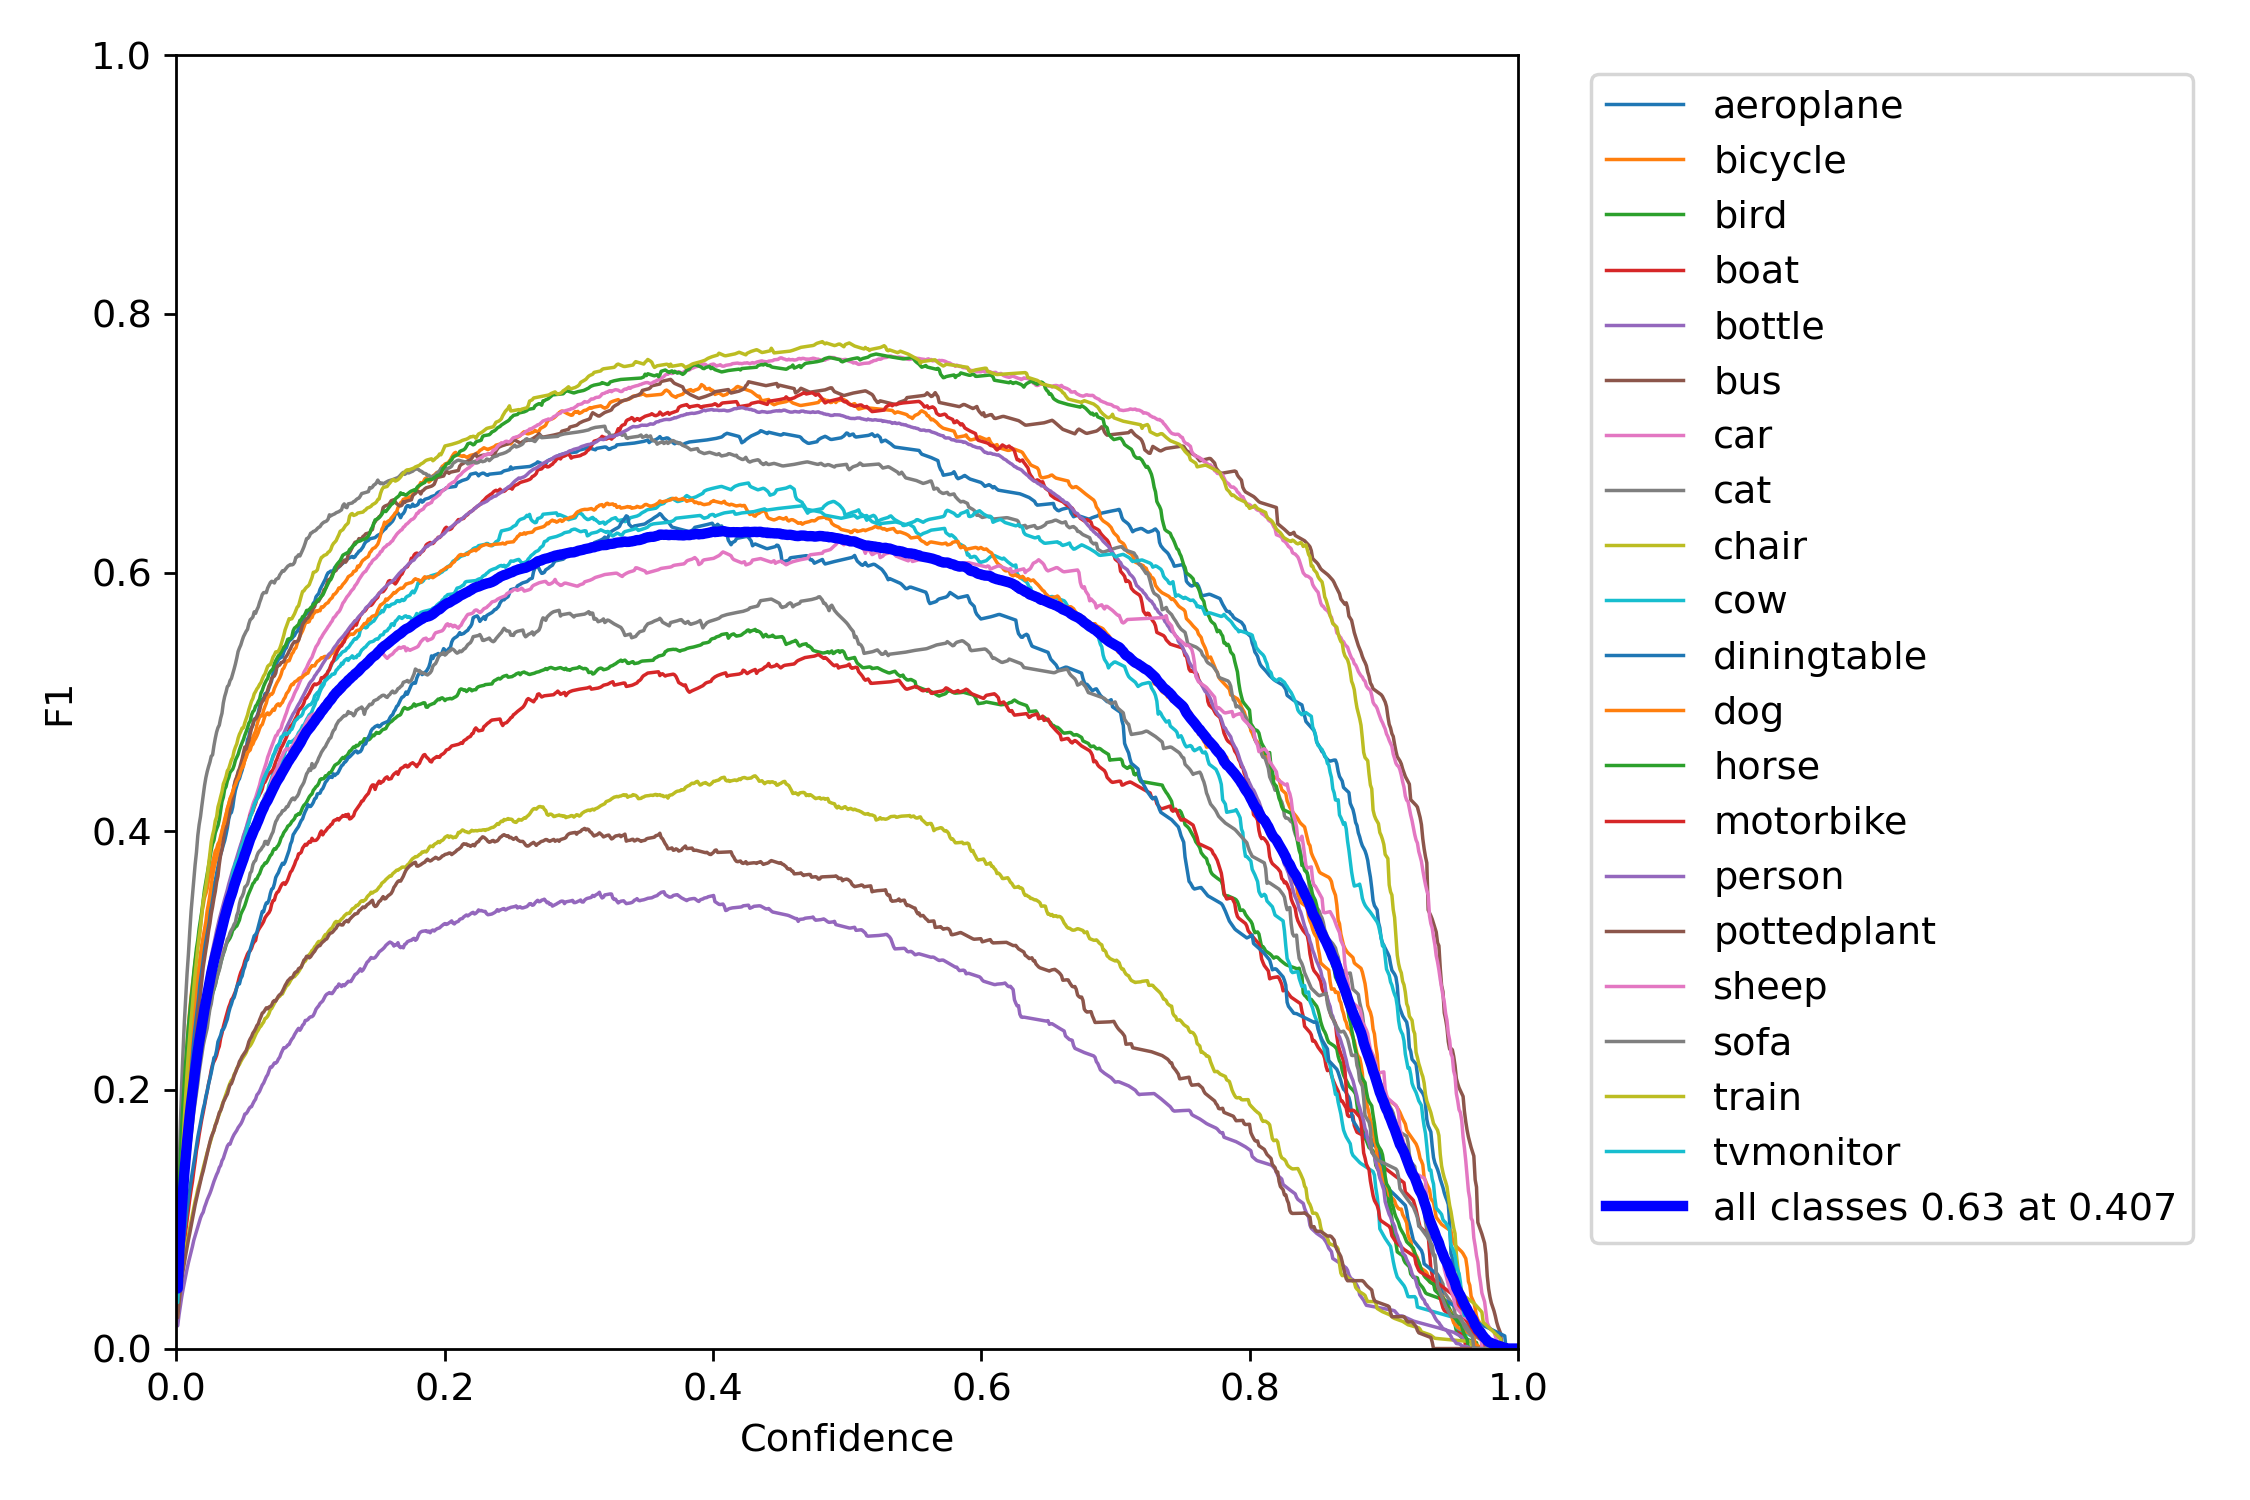 1.0
0.8
0.6
0.4
0.2
0.0
F1
0.0 0.2 0.4 0.6 0.8 1.0
Confidence
aeroplane
bicycle
bird
boat
bottle
bus
car
cat
chair
cow
diningtable
dog
horse
motorbike
person
pottedplant
sheep
sofa
train
tvmonitor
all classes 0.63 at 0.407